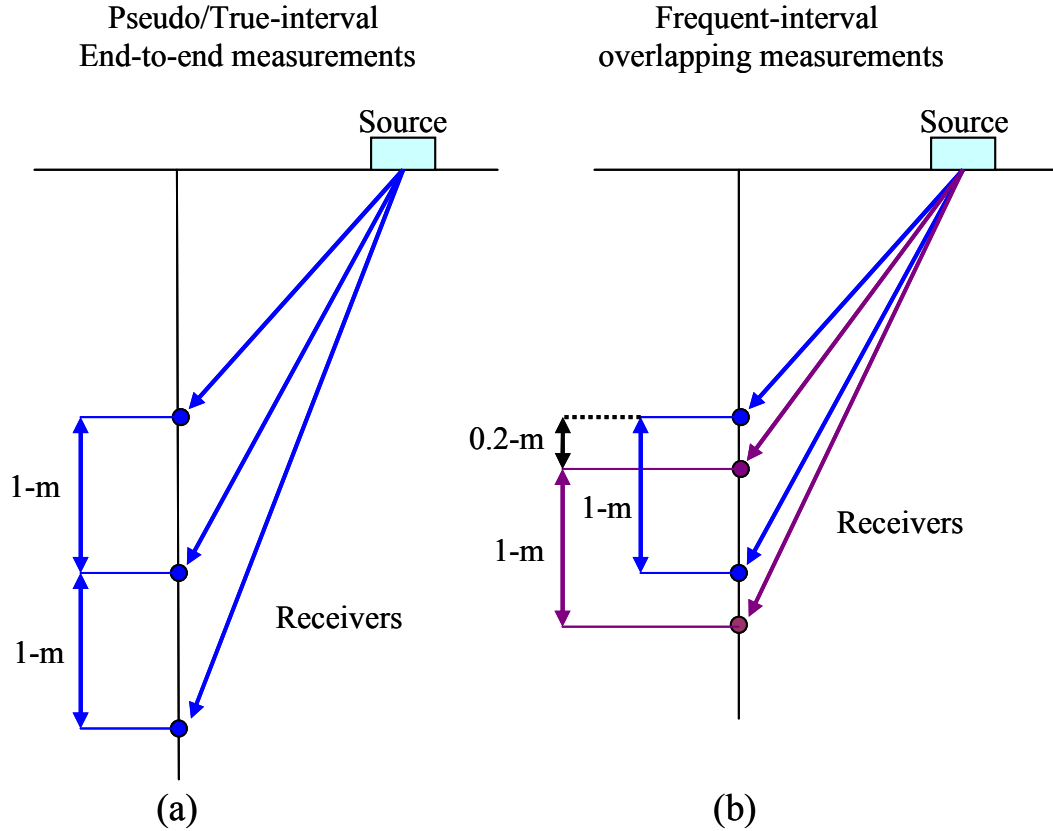 Pseudo/True-interval
End-to-end measurements
Source
1-m
1-m
Receivers
(a)
Frequent-interval
overlapping measurements
Source
0.2-m
1-m
1-m
Receivers
(b)